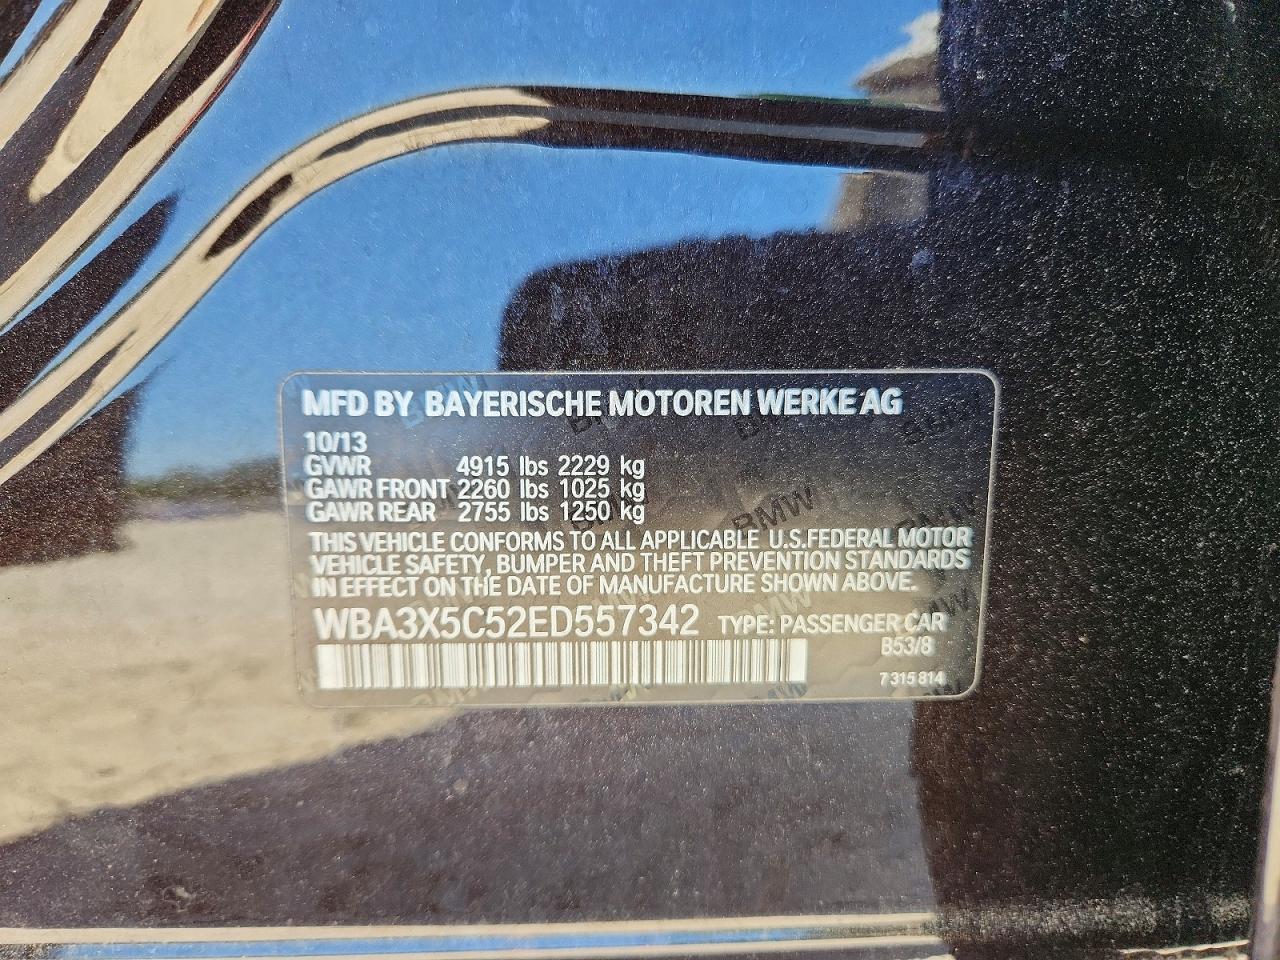 MFD BY BAYERISCHE MOTOREN WERKE AG
10/13
GVWR 4915 lbs 2229 kg
GAWR FRONT 2260 lbs 1025 kg
GAWR REAR 2755 lbs 1250 kg
THIS VEHICLE CONFORMS TO ALL APPLICABLE U.S.FEDERAL MOTOR
VEHICLE SAFETY, BUMPER AND THEFT PREVENTION STANDARDS
IN EFFECT ON THE DATE OF MANUFACTURE SHOWN ABOVE.
WBA3X5C52ED557342 TYPE: PASSENGER CAR
B53/8
7 315 814